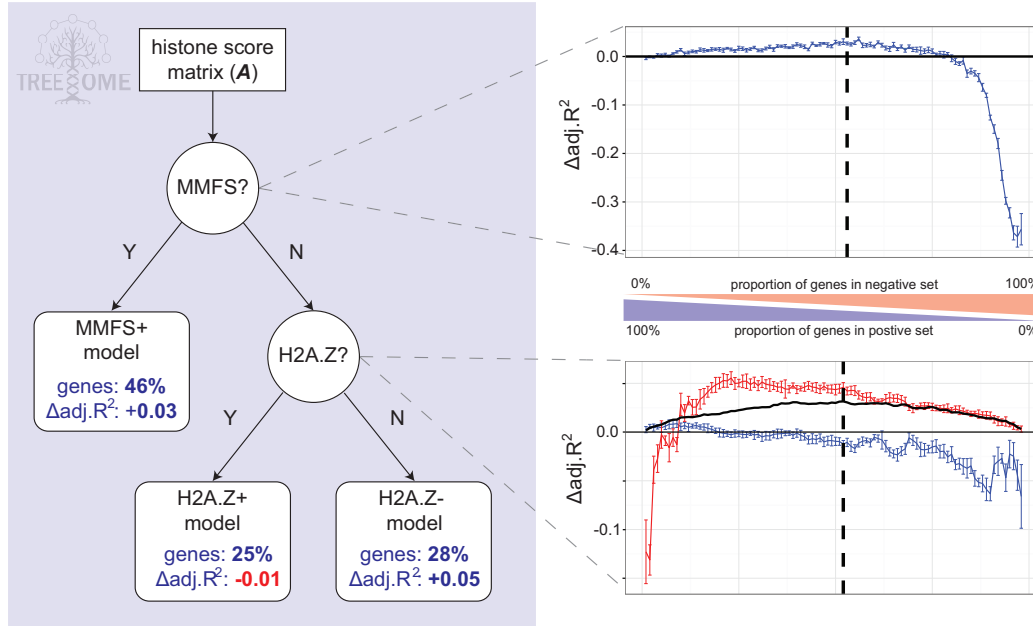 TREEOME
histone score
matrix (A)
MMFS?
Y
N
MMFS+
model
genes: 46%
Δadj.R²: +0.03
H2A.Z?
Y
N
H2A.Z+
model
genes: 25%
Δadj.R²: -0.01
H2A.Z-
model
genes: 28%
Δadj.R²: +0.05
Δadj.R²
0.0
-0.1
-0.2
-0.3
-0.4
0%
proportion of genes in negative set
100%
100%
proportion of genes in postive set
0%
Δadj.R²
0.0
-0.1